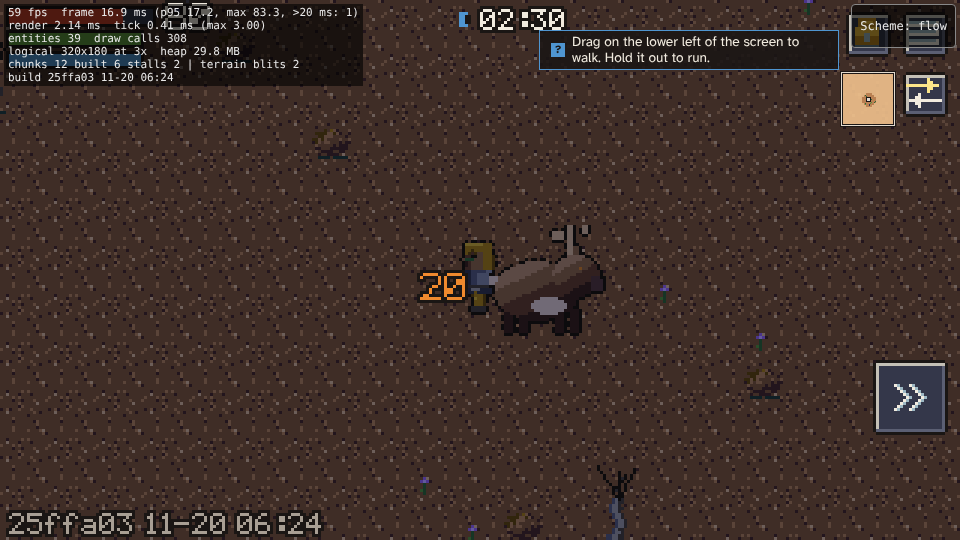 59 fps  frame 16.9 ms (p95 17.2, max 83.3, >20 ms: 1)
render 2.14 ms  tick 0.41 ms (max 3.00)
entities 39  draw calls 308
logical 320x180 at 3x  heap 29.8 MB
chunks 12 built 6 stalls 2 | terrain blits 2
build 25ffa03 11-20 06:24
02:30
Scheme: flow
Drag on the lower left of the screen to
walk. Hold it out to run.
20
25ffa03 11-20 06:24